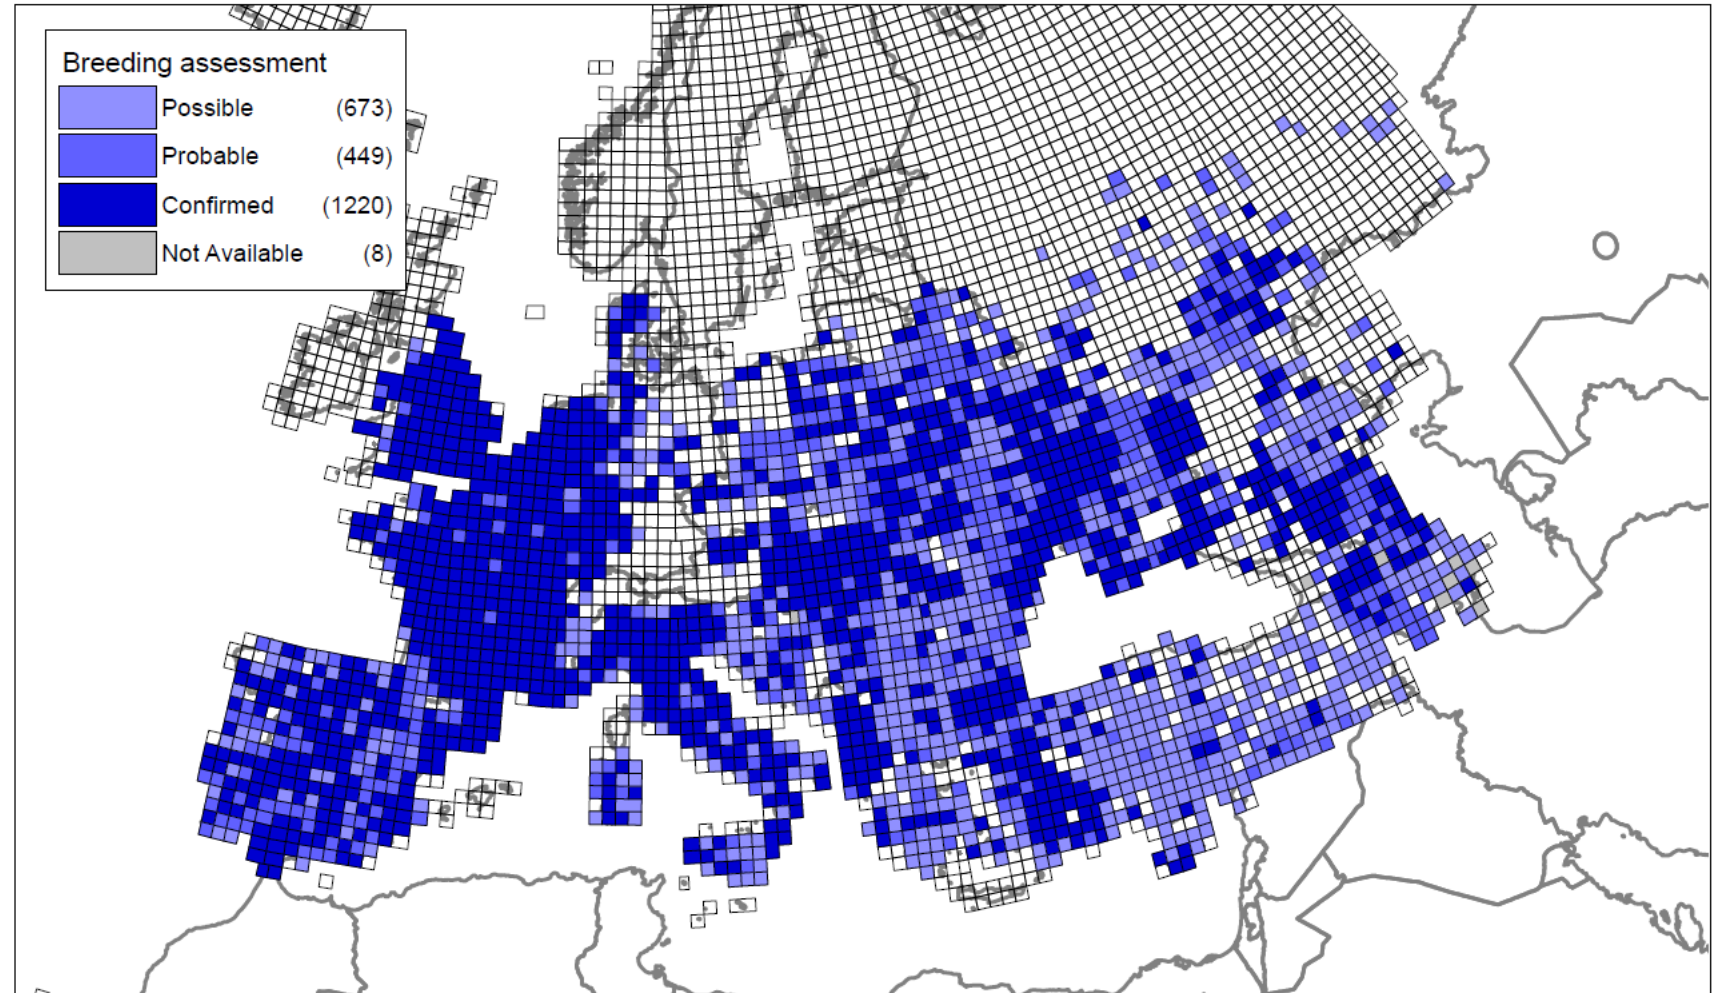 Breeding assessment
Possible (673)
Probable (449)
Confirmed (1220)
Not Available (8)